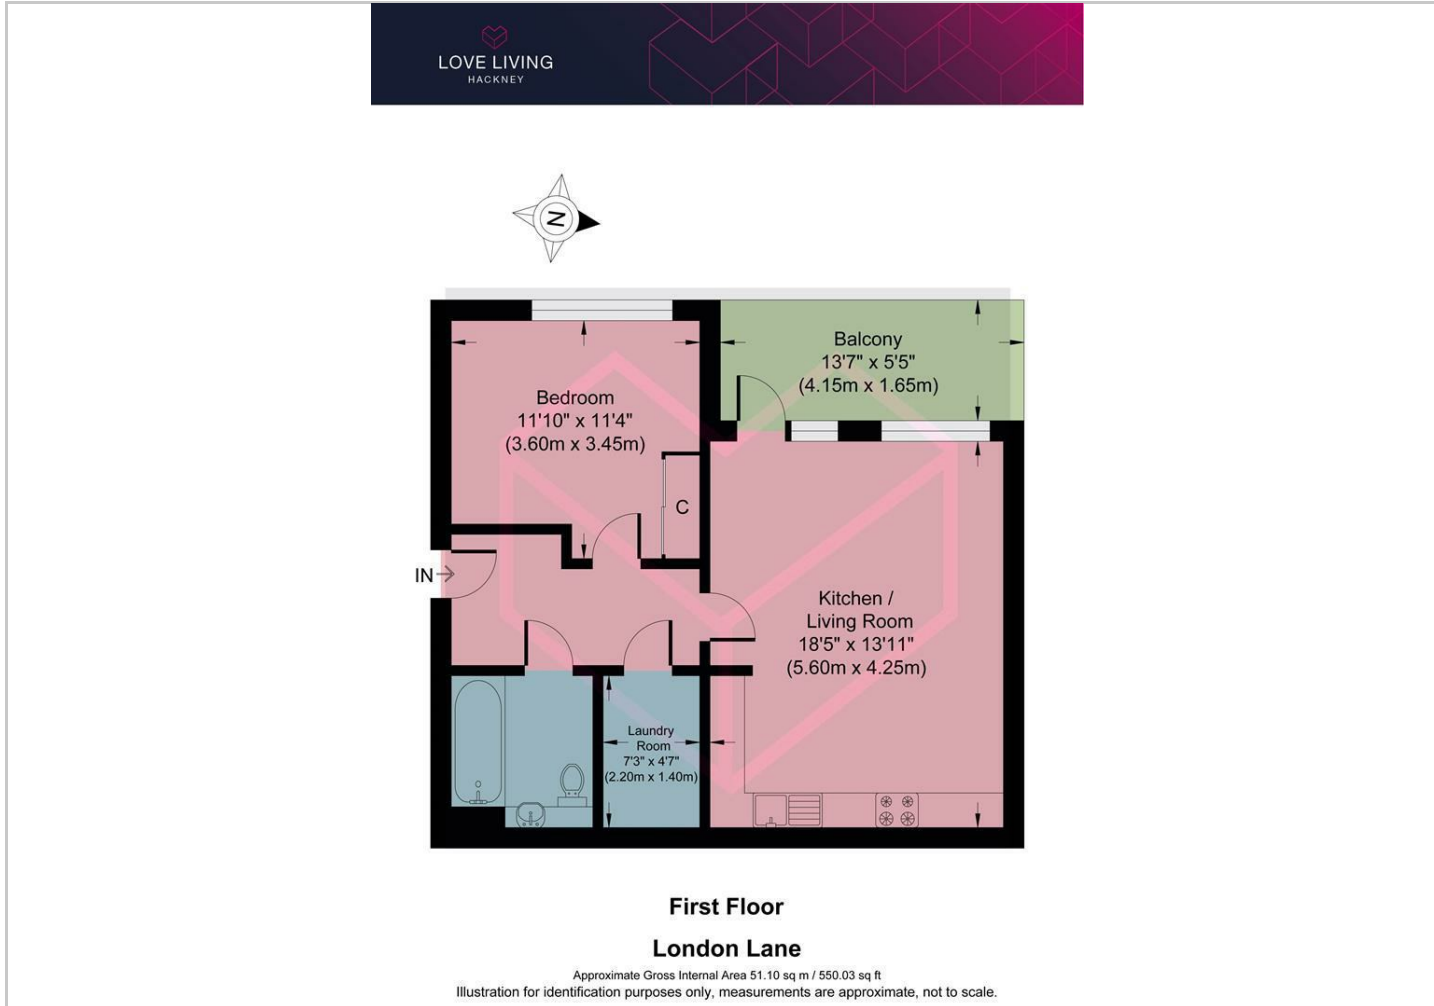 LOVE LIVING
HACKNEY
N
Balcony
13'7" x 5'5"
(4.15m x 1.65m)
Bedroom
11'10" x 11'4"
(3.60m x 3.45m)
C
IN
Kitchen /
Living Room
18'5" x 13'11"
(5.60m x 4.25m)
Laundry
Room
7'3" x 4'7"
(2.20m x 1.40m)
First Floor
London Lane
Approximate Gross Internal Area 51.10 sq m / 550.03 sq ft
Illustration for identification purposes only, measurements are approximate, not to scale.